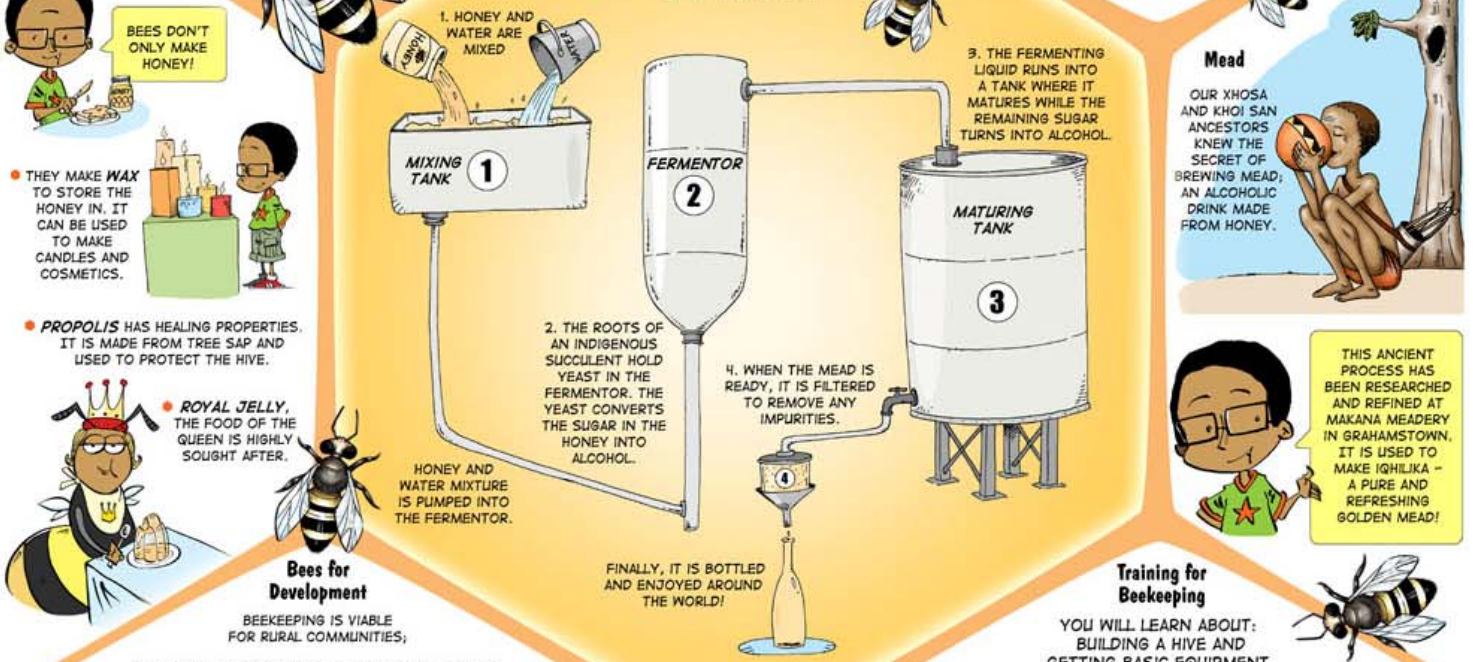 BEES DON'T
ONLY MAKE
HONEY!
HONEY
THEY MAKE WAX
TO STORE THE
HONEY IN. IT
CAN BE USED
TO MAKE
CANDLES AND
COSMETICS.
PROPOLIS HAS HEALING PROPERTIES.
IT IS MADE FROM TREE SAP AND
USED TO PROTECT THE HIVE.
ROYAL JELLY,
THE FOOD OF THE
QUEEN IS HIGHLY
SOUGHT AFTER.
Bees for
Development
BEEKEEPING IS VIABLE
FOR RURAL COMMUNITIES;
1. HONEY AND
WATER ARE
MIXED
HONEY
WATER
MIXING
TANK
1
HONEY AND
WATER MIXTURE
IS PUMPED INTO
THE FERMENTOR.
FERMENTOR
2
2. THE ROOTS OF
AN INDIGENOUS
SUCCULENT HOLD
YEAST IN THE
FERMENTOR. THE
YEAST CONVERTS
THE SUGAR IN THE
HONEY INTO
ALCOHOL.
3. THE FERMENTING
LIQUID RUNS INTO
A TANK WHERE IT
MATURES WHILE THE
REMAINING SUGAR
TURNS INTO ALCOHOL.
MATURING
TANK
3
4. WHEN THE MEAD IS
READY, IT IS FILTERED
TO REMOVE ANY
IMPURITIES.
4
FINALLY, IT IS BOTTLED
AND ENJOYED AROUND
THE WORLD!
Mead
OUR XHOSA
AND KHOI SAN
ANCESTORS
KNEW THE
SECRET OF
BREWING MEAD;
AN ALCOHOLIC
DRINK MADE
FROM HONEY.
THIS ANCIENT
PROCESS HAS
BEEN RESEARCHED
AND REFINED AT
MAKANA MEADERY
IN GRAHAMSTOWN.
IT IS USED TO
MAKE IQHILIKA –
A PURE AND
REFRESHING
GOLDEN MEAD!
Training for
Beekeeping
YOU WILL LEARN ABOUT:
BUILDING A HIVE AND
GETTING BASIC EQUIPMENT